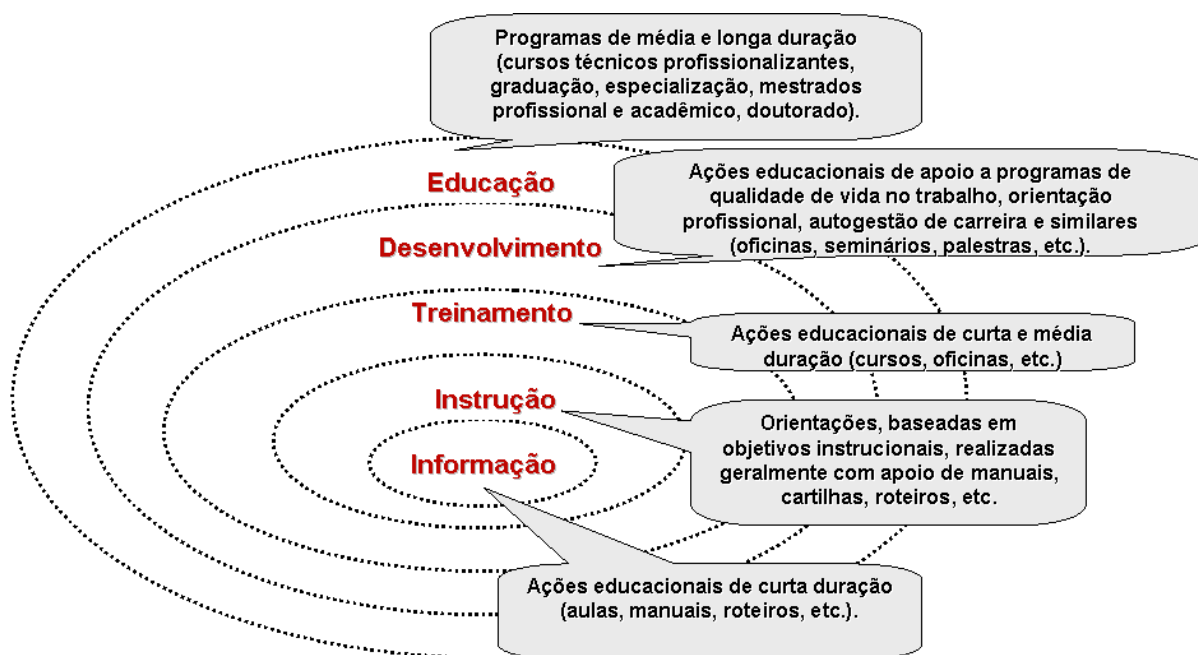 Programas de média e longa duração
(cursos técnicos profissionalizantes,
graduação, especialização, mestrados
profissional e acadêmico, doutorado).
Educação
Ações educacionais de apoio a programas de
qualidade de vida no trabalho, orientação
profissional, autogestão de carreira e similares
(oficinas, seminários, palestras, etc.).
Desenvolvimento
Treinamento
Ações educacionais de curta e média
duração (cursos, oficinas, etc.)
Instrução
Orientações, baseadas em
objetivos instrucionais, realizadas
geralmente com apoio de manuais,
cartilhas, roteiros, etc.
Informação
Ações educacionais de curta duração
(aulas, manuais, roteiros, etc.).